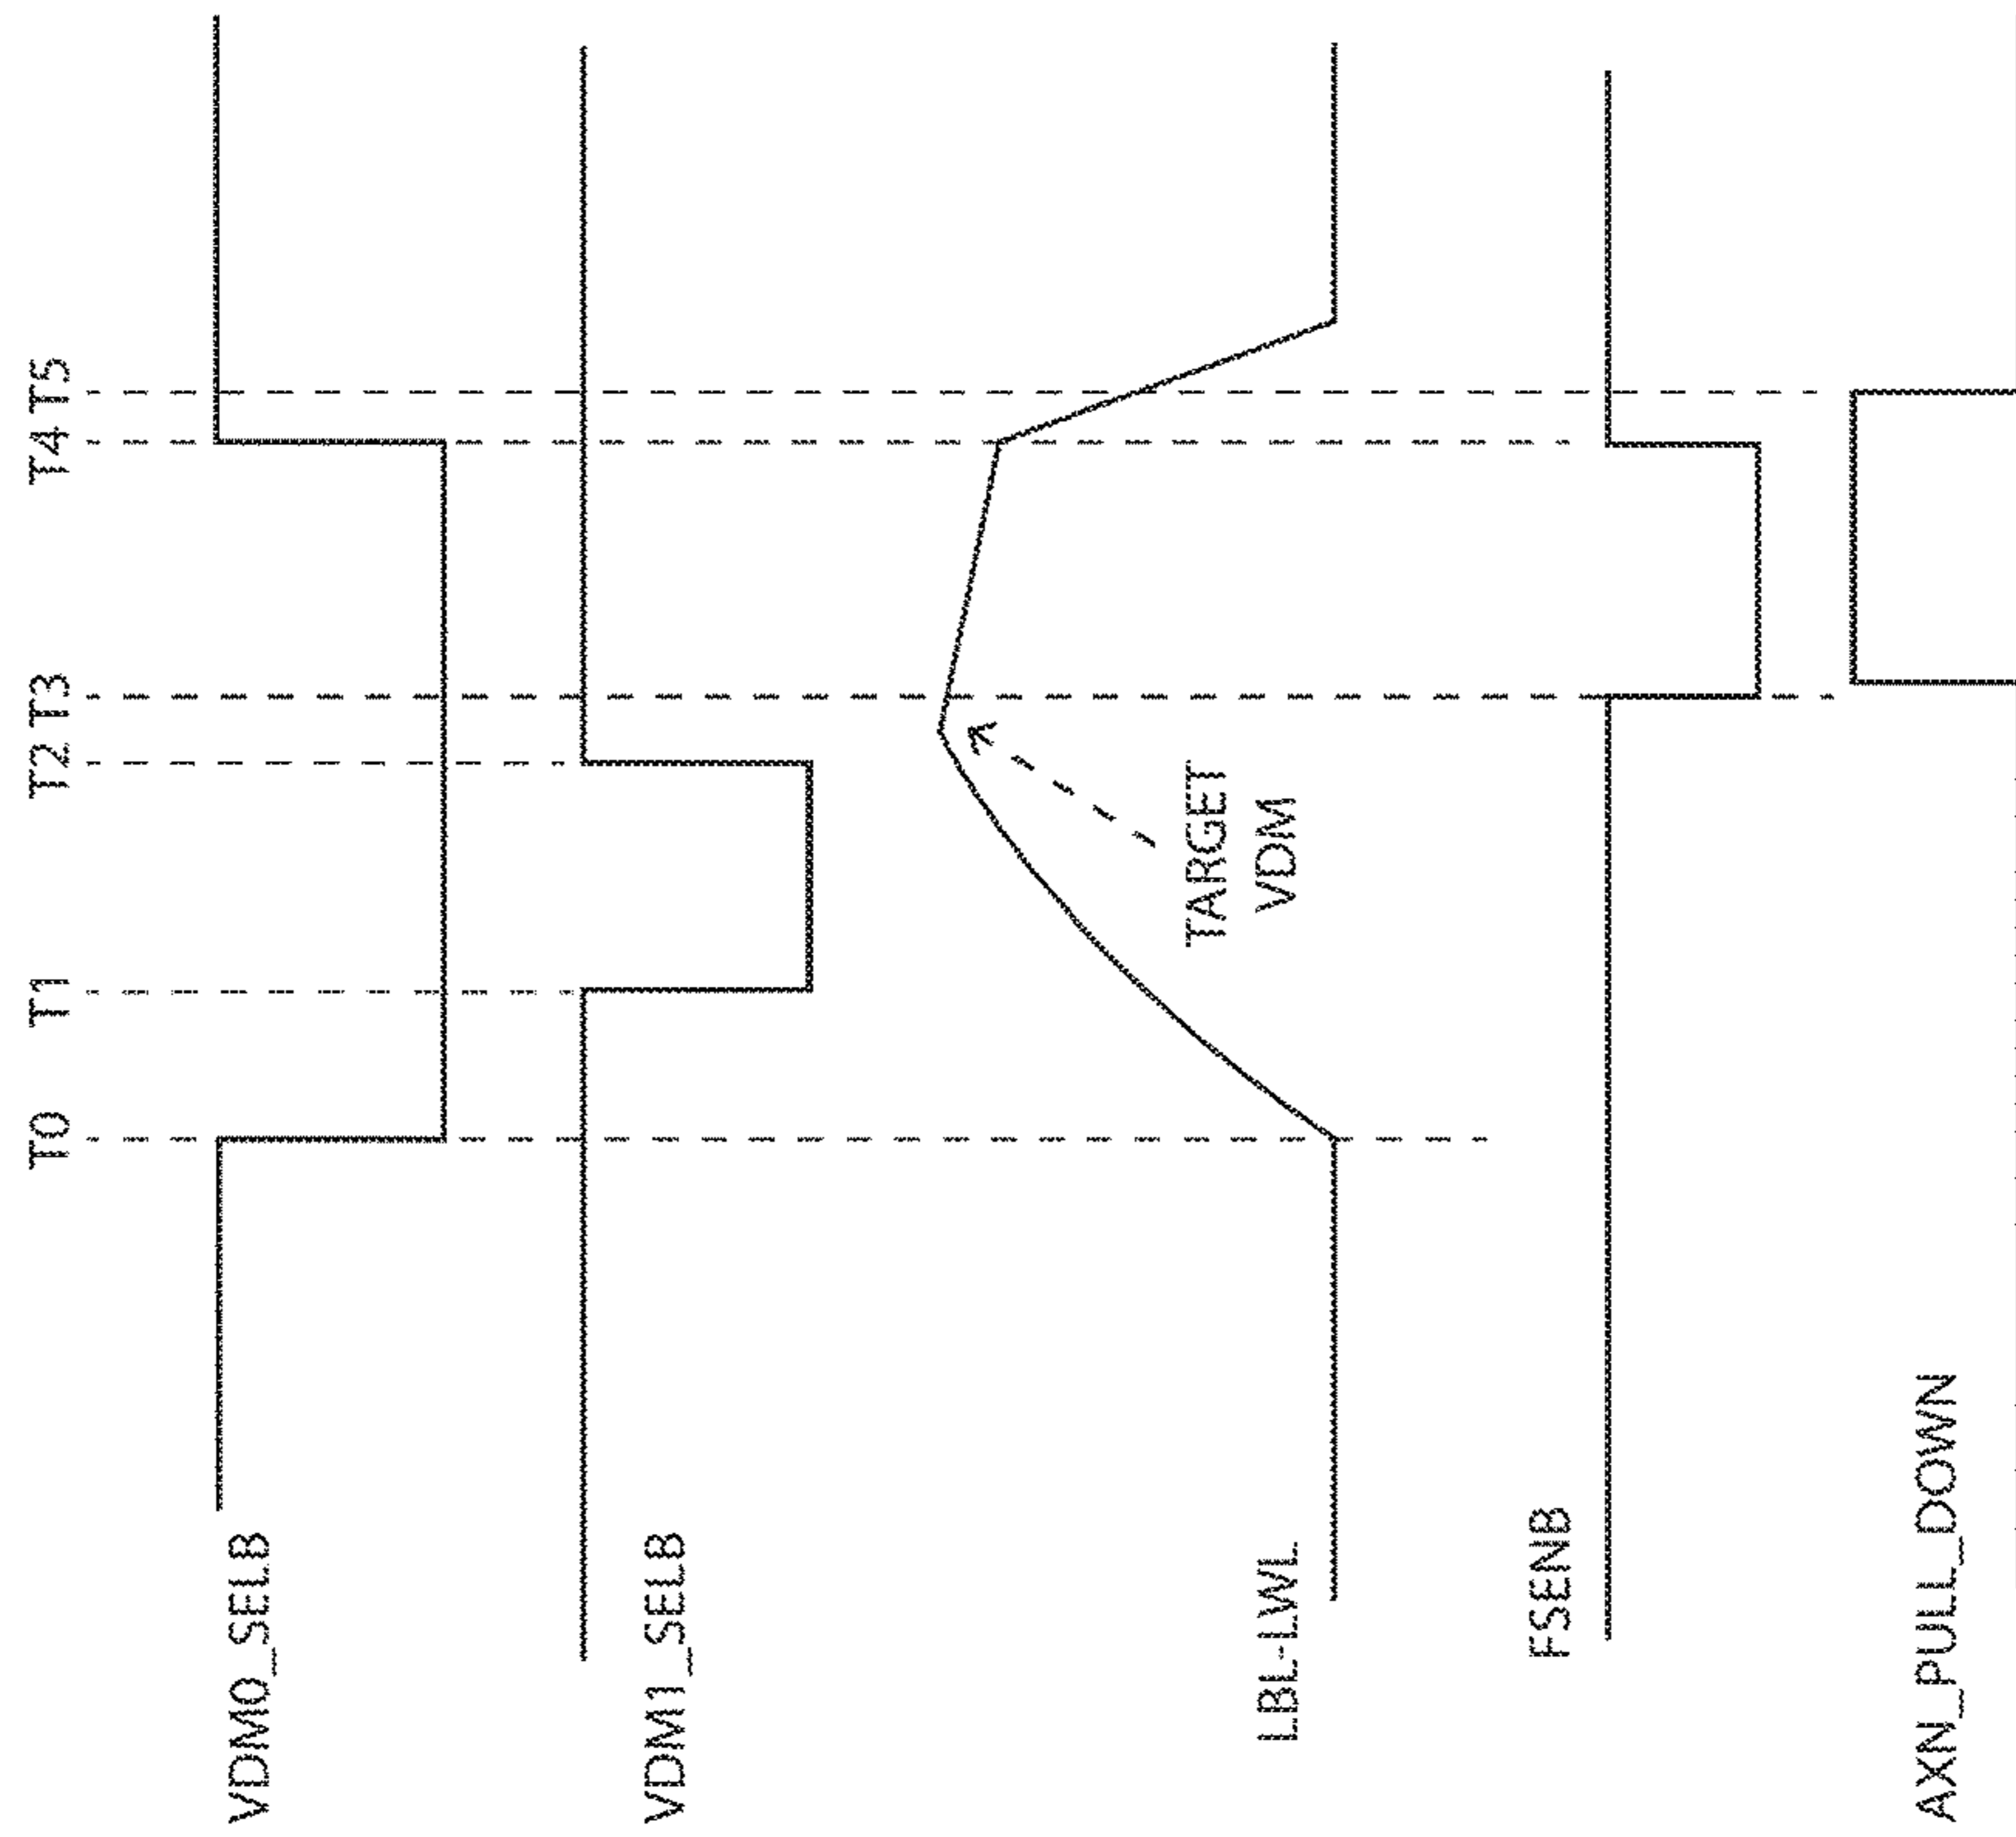 T0
T1
T2
T3
T4
T5
VDM0_SELB
VDM1_SELB
TARGET
VDM
LBL-LWL
FSENB
AXN_PULL_DOWN